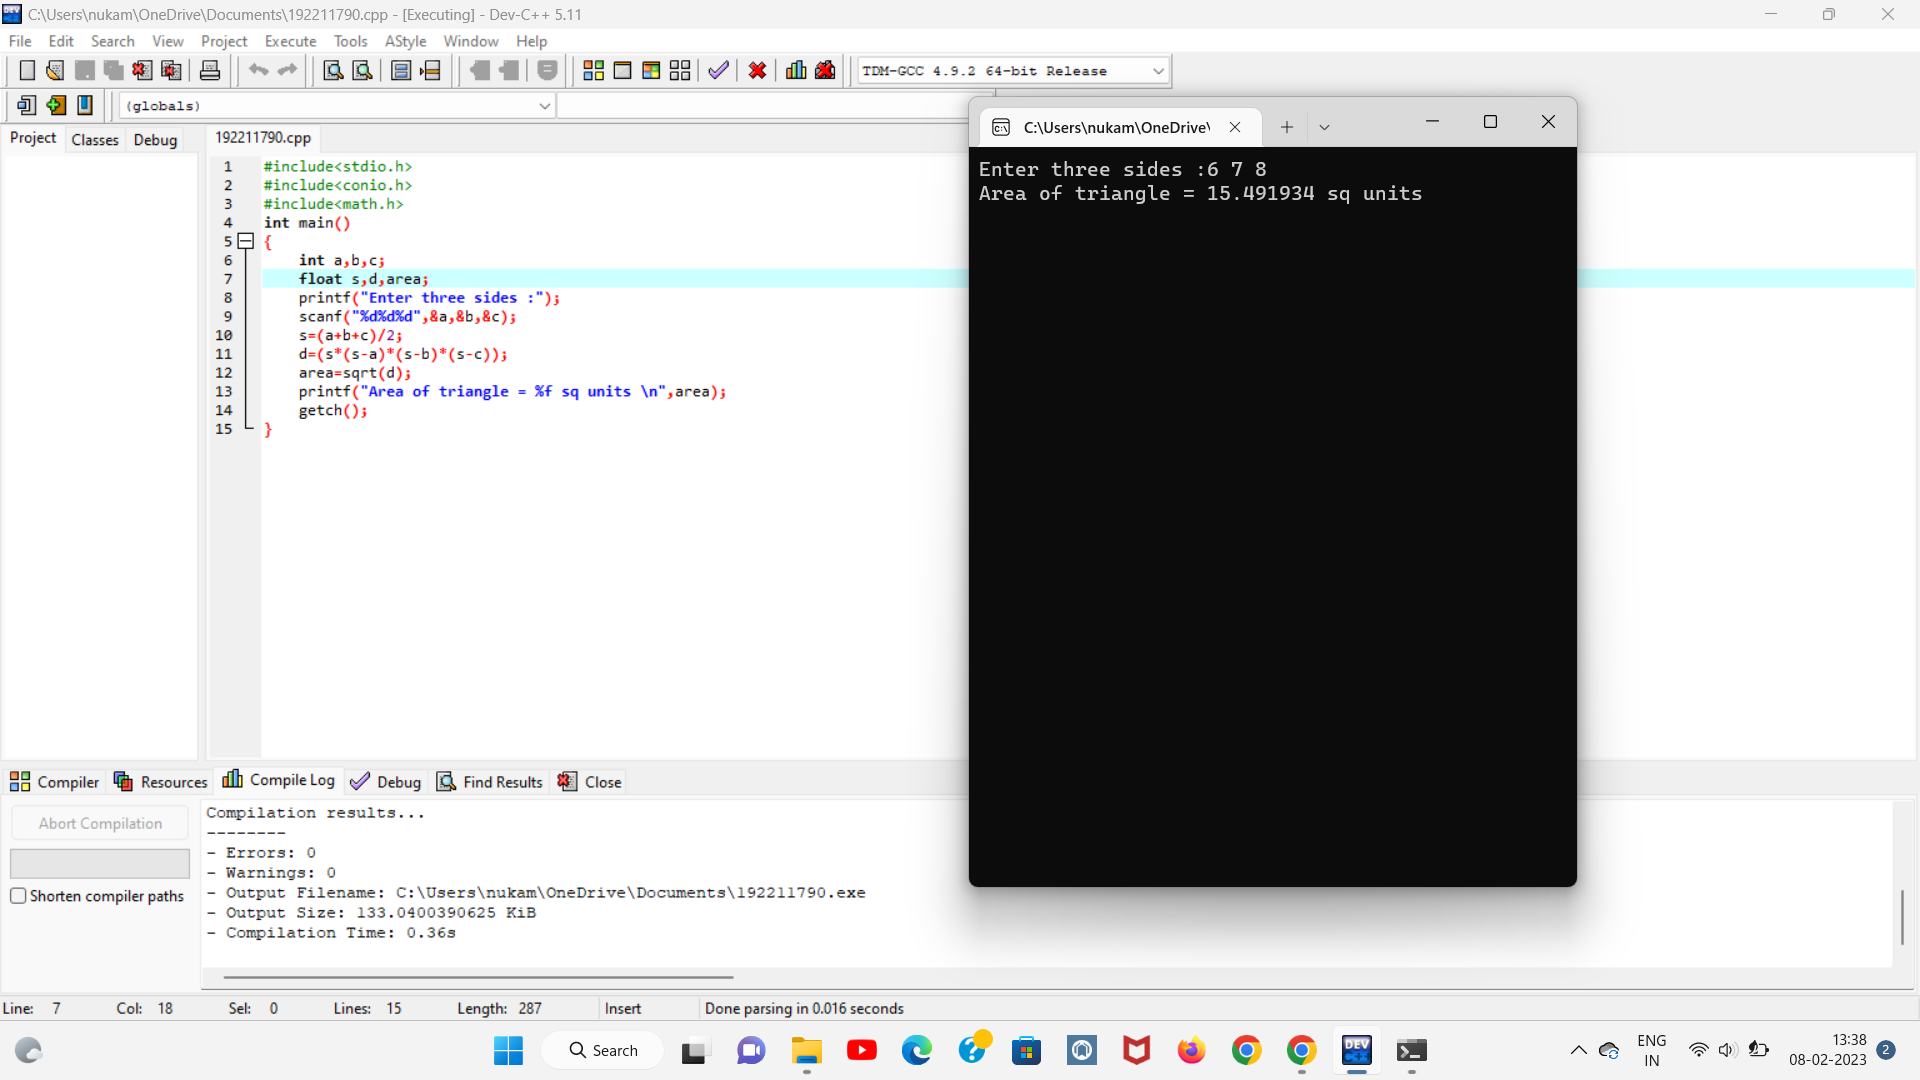 C:\Users\nukam\OneDrive\Documents\192211790.cpp - [Executing] - Dev-C++ 5.11
File Edit Search View Project Execute Tools AStyle Window Help
TDM-GCC 4.9.2 64-bit Release
(globals)
Project Classes Debug
192211790.cpp
1 #include<stdio.h>
2 #include<conio.h>
3 #include<math.h>
4 int main()
5 {
6 int a,b,c;
7 float s,d,area;
8 printf("Enter three sides :");
9 scanf("%d%d%d",&a,&b,&c);
10 s=(a+b+c)/2;
11 d=(s*(s-a)*(s-b)*(s-c));
12 area=sqrt(d);
13 printf("Area of triangle = %f sq units \n",area);
14 getch();
15 }
C:\Users\nukam\OneDrive\
Enter three sides :6 7 8
Area of triangle = 15.491934 sq units
Compiler Resources Compile Log Debug Find Results Close
Abort Compilation
Shorten compiler paths
Compilation results...
--------
- Errors: 0
- Warnings: 0
- Output Filename: C:\Users\nukam\OneDrive\Documents\192211790.exe
- Output Size: 133.0400390625 KiB
- Compilation Time: 0.36s
Line: 7 Col: 18 Sel: 0 Lines: 15 Length: 287 Insert Done parsing in 0.016 seconds
Search
DEV C++
ENG
IN
13:38
08-02-2023
2